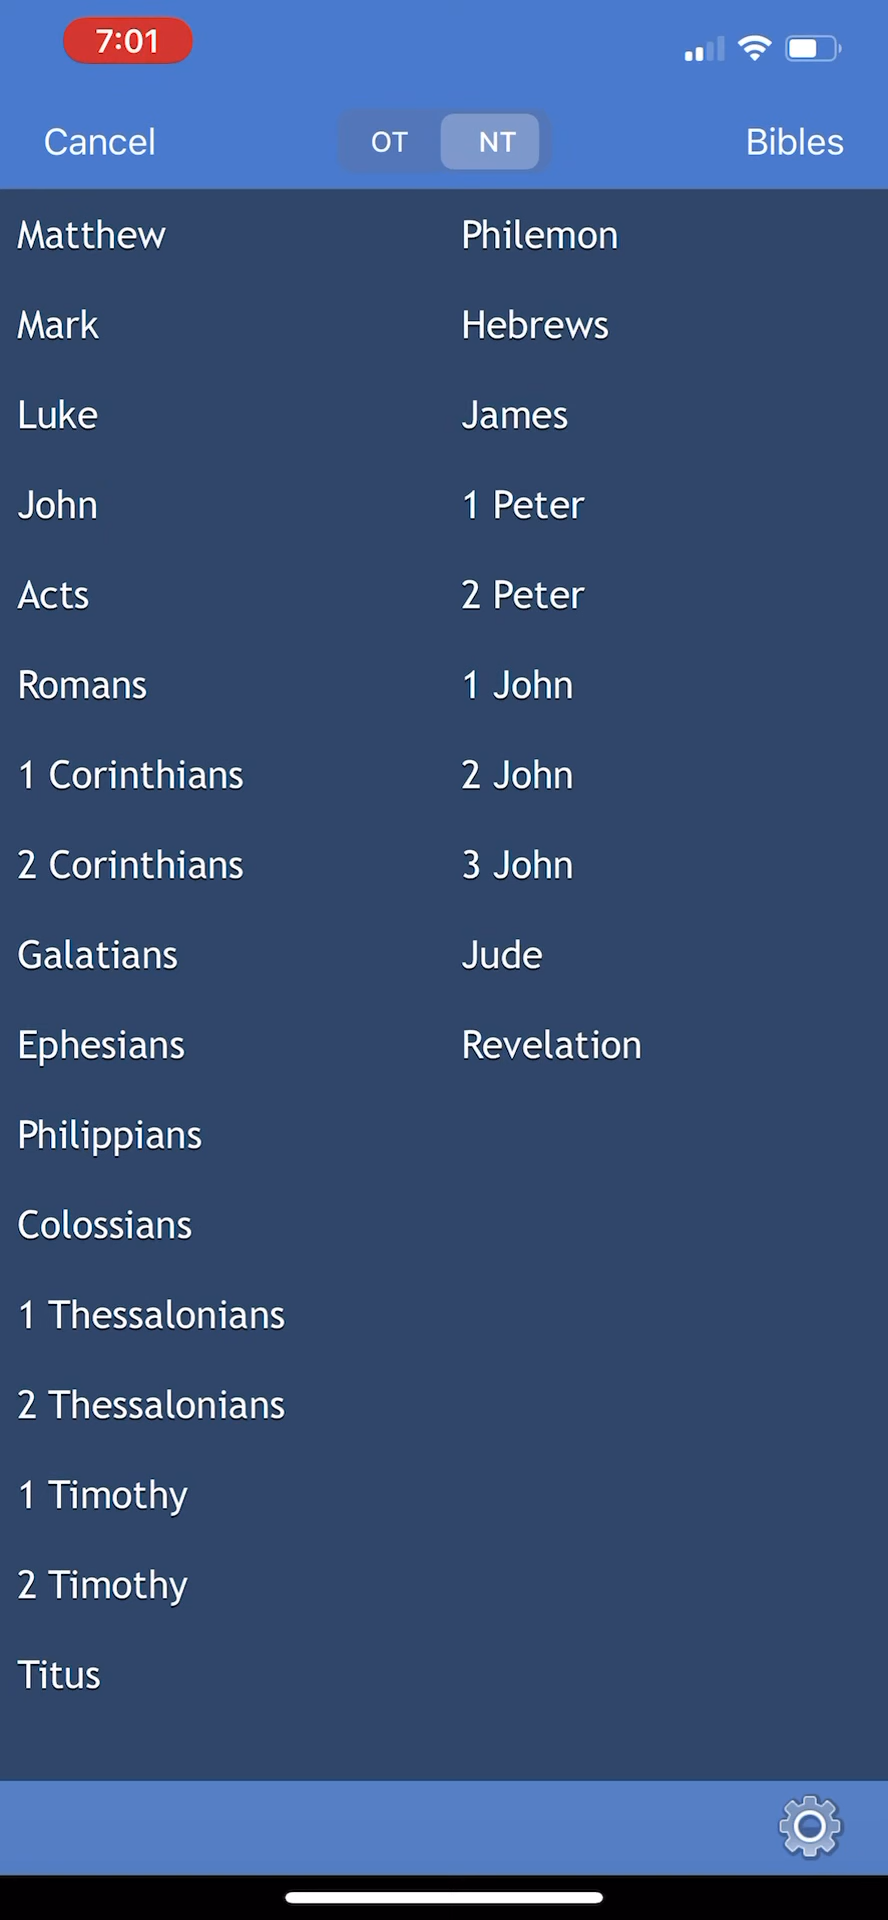 7:01
Cancel OT NT Bibles
Matthew
Mark
Luke
John
Acts
Romans
1 Corinthians
2 Corinthians
Galatians
Ephesians
Philippians
Colossians
1 Thessalonians
2 Thessalonians
1 Timothy
2 Timothy
Titus
Philemon
Hebrews
James
1 Peter
2 Peter
1 John
2 John
3 John
Jude
Revelation